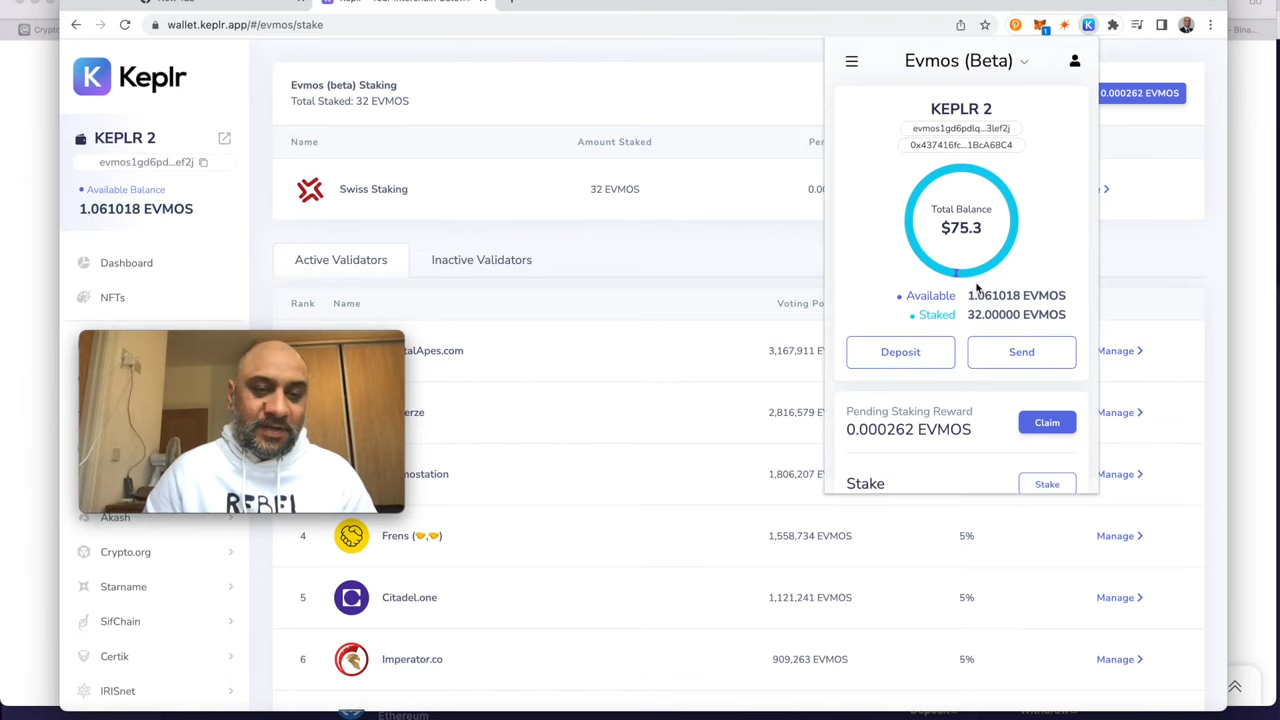 wallet.keplr.app/#/evmos/stake
1
K
Crypto
Bina...
K Keplr
KEPLR 2
evmos1gd6pd...ef2j
Available Balance
1.061018 EVMOS
Dashboard
NFTs
Akash
Crypto.org
Starname
SifChain
Certik
IRISnet
Evmos (beta) Staking
Total Staked: 32 EVMOS
0.000262 EVMOS
Name Amount Staked
Swiss Staking 32 EVMOS
Active Validators Inactive Validators
Rank Name
3,167,911 Manage
2,816,579 Manage
1,806,207 Manage
4 Frens (🤝,🤝) 1,558,734 EVMOS 5% Manage
5 Citadel.one 1,121,241 EVMOS 5% Manage
6 Imperator.co 909,263 EVMOS 5% Manage
Ethereum
Evmos (Beta)
KEPLR 2
evmos1gd6pdlq...3lef2j
0x437416fc...1BcA68C4
Total Balance
$75.3
Available 1.061018 EVMOS
Staked 32.00000 EVMOS
Deposit Send
Pending Staking Reward
0.000262 EVMOS Claim
Stake Stake
REBEL